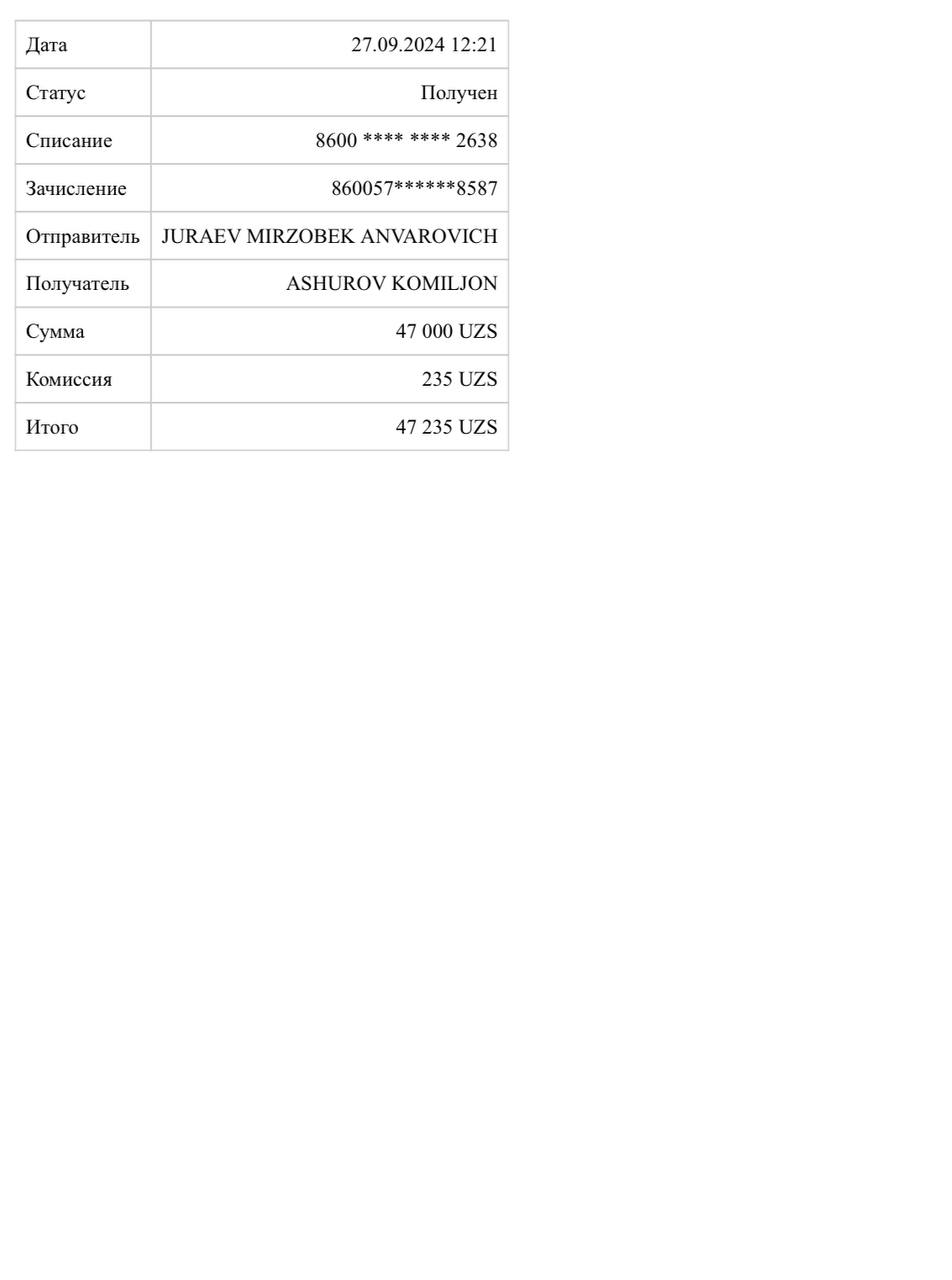 Дата 27.09.2024 12:21
Статус Получен
Списание 8600 **** **** 2638
Зачисление 860057******8587
Отправитель JURAEV MIRZOBEK ANVAROVICH
Получатель ASHUROV KOMILJON
Сумма 47 000 UZS
Комиссия 235 UZS
Итого 47 235 UZS